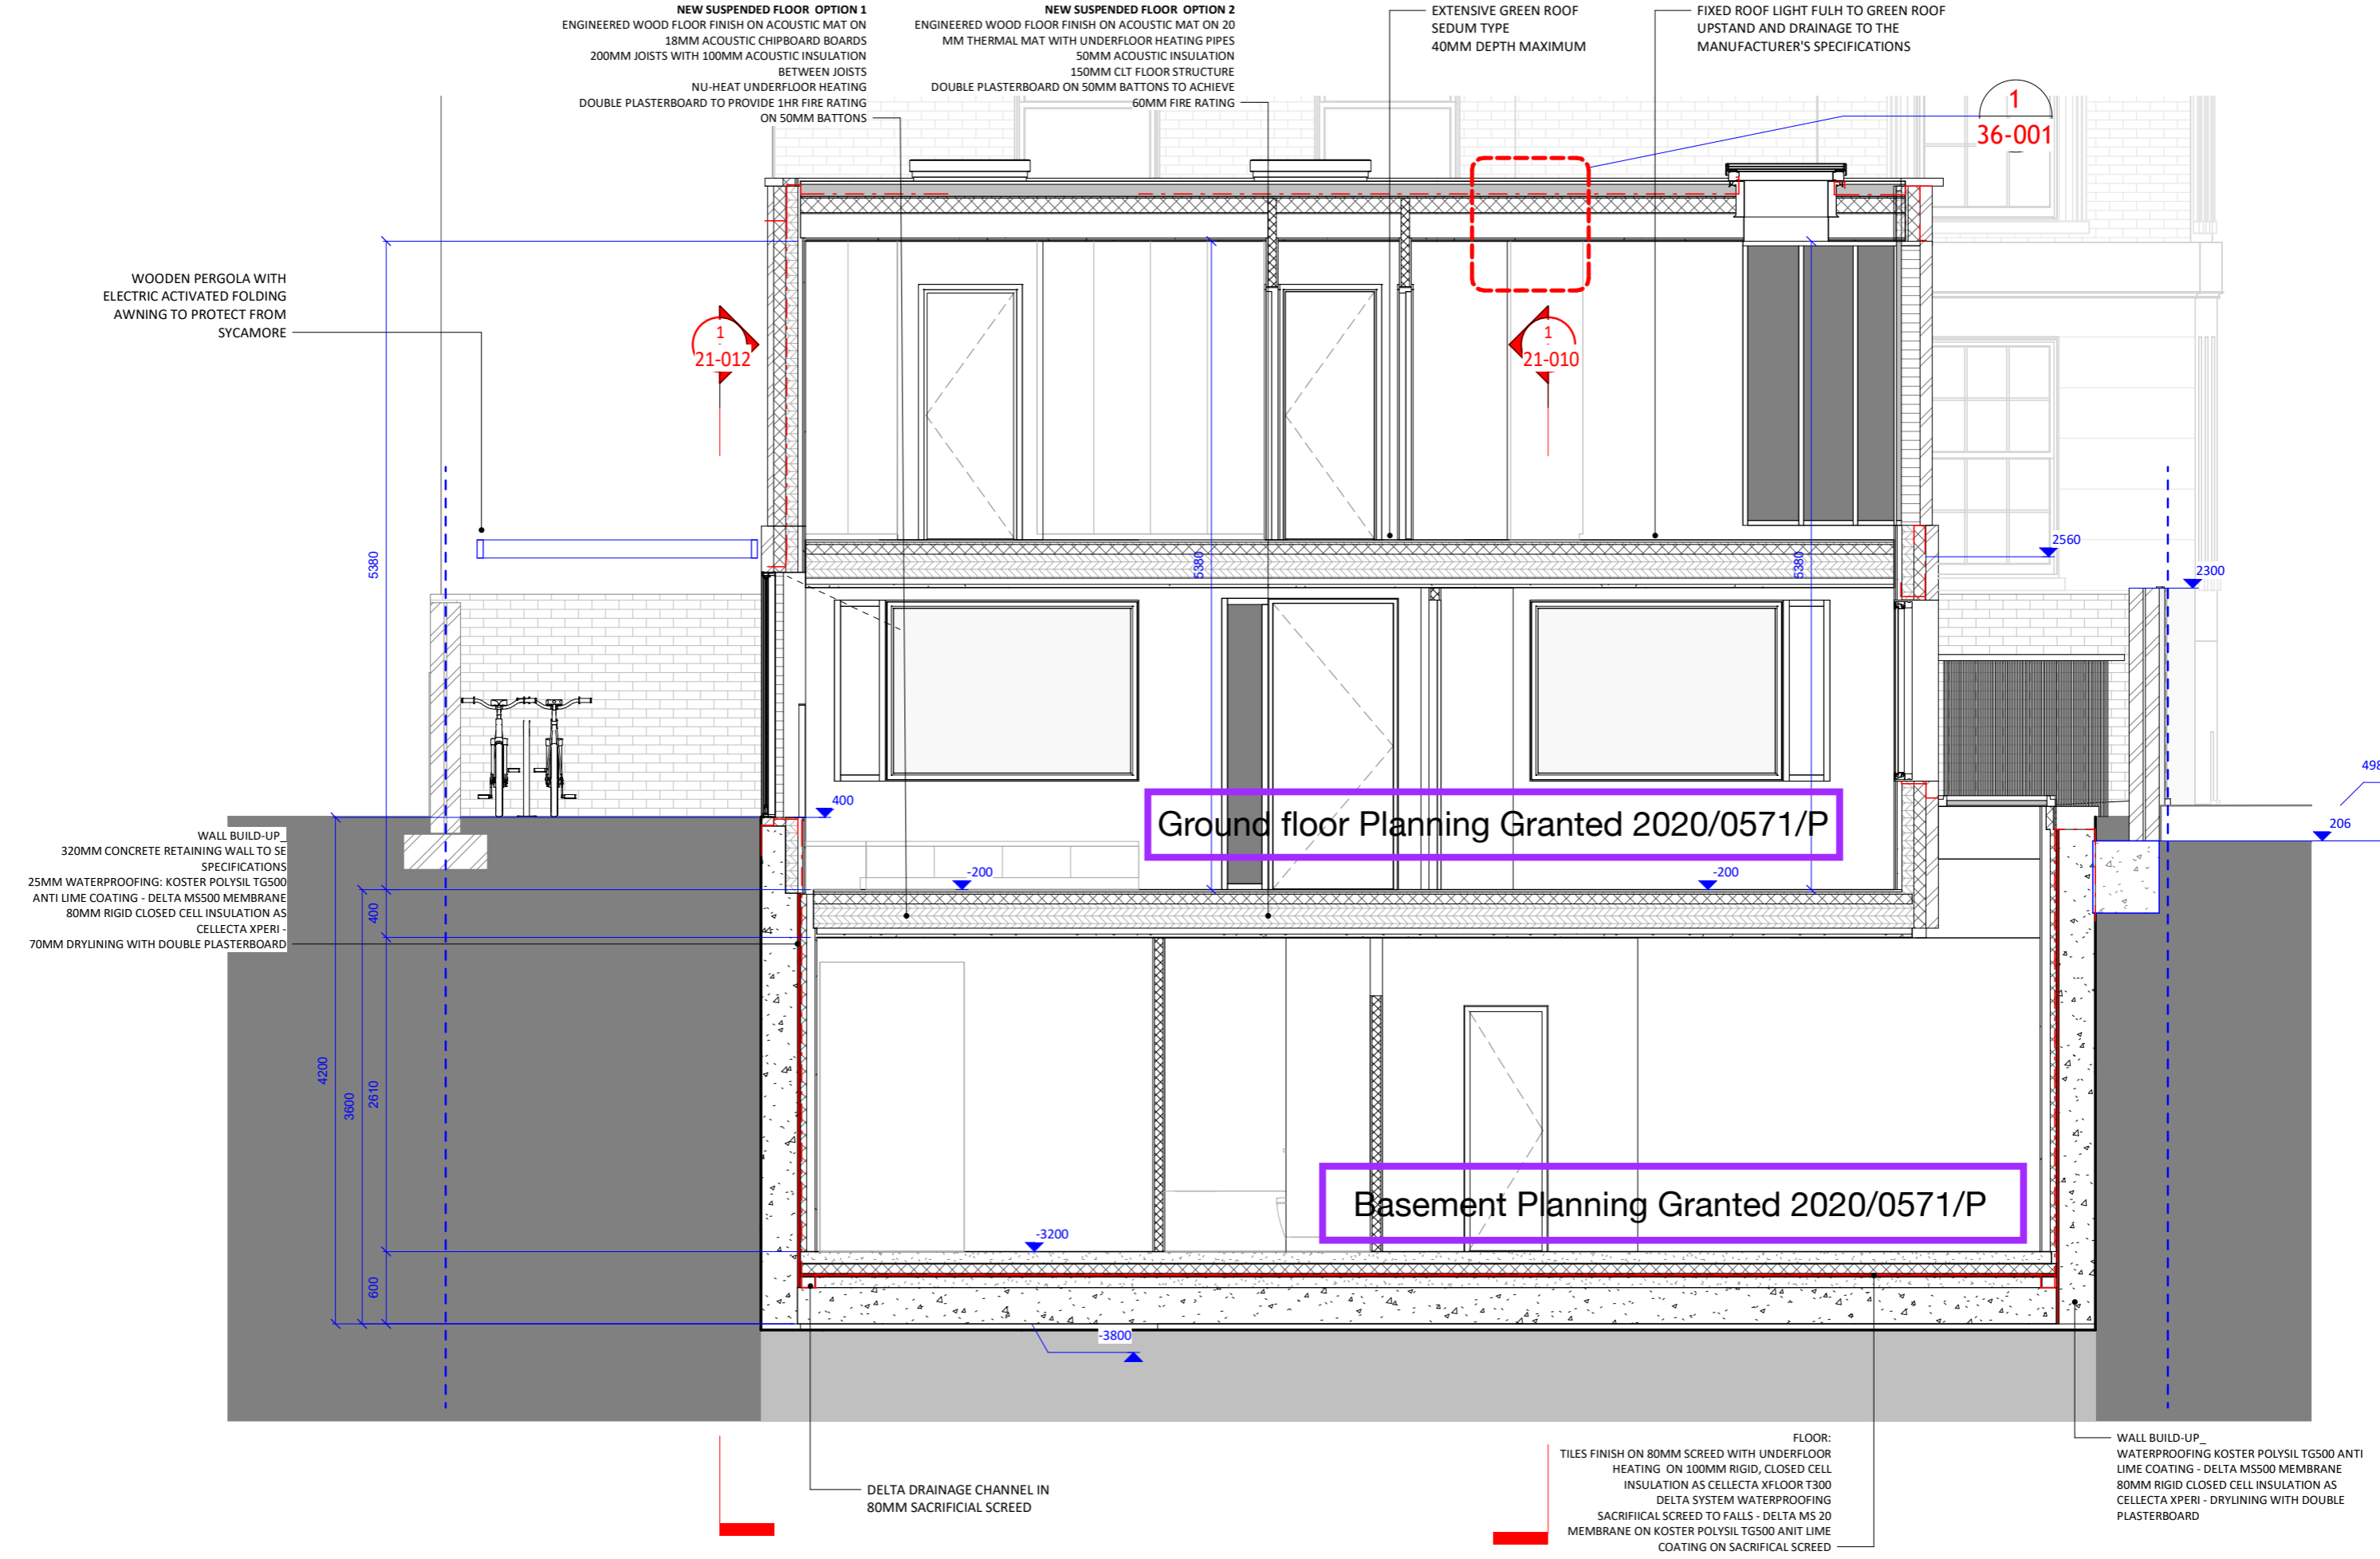 NEW SUSPENDED FLOOR OPTION 1
ENGINEERED WOOD FLOOR FINISH ON ACOUSTIC MAT ON
18MM ACOUSTIC CHIPBOARD BOARDS
200MM JOISTS WITH 100MM ACOUSTIC INSULATION
BETWEEN JOISTS
NU-HEAT UNDERFLOOR HEATING
DOUBLE PLASTERBOARD TO PROVIDE 1HR FIRE RATING
ON 50MM BATTONS
NEW SUSPENDED FLOOR OPTION 2
ENGINEERED WOOD FLOOR FINISH ON ACOUSTIC MAT ON 20
MM THERMAL MAT WITH UNDERFLOOR HEATING PIPES
50MM ACOUSTIC INSULATION
150MM CLT FLOOR STRUCTURE
DOUBLE PLASTERBOARD ON 50MM BATTONS TO ACHIEVE
60MM FIRE RATING
EXTENSIVE GREEN ROOF
SEDUM TYPE
40MM DEPTH MAXIMUM
FIXED ROOF LIGHT FULH TO GREEN ROOF
UPSTAND AND DRAINAGE TO THE
MANUFACTURER'S SPECIFICATIONS
1
36-001
WOODEN PERGOLA WITH
ELECTRIC ACTIVATED FOLDING
AWNING TO PROTECT FROM
SYCAMORE
1
21-012
1
21-010
5380
5380
5380
2560
2300
498
206
400
Ground floor Planning Granted 2020/0571/P
-200
-200
WALL BUILD-UP_
320MM CONCRETE RETAINING WALL TO SE
SPECIFICATIONS
25MM WATERPROOFING: KOSTER POLYSIL TG500
ANTI LIME COATING - DELTA MS500 MEMBRANE
80MM RIGID CLOSED CELL INSULATION AS
CELLECTA XPERI -
70MM DRYLINING WITH DOUBLE PLASTERBOARD
400
4200
3600
2610
600
Basement Planning Granted 2020/0571/P
-3200
-3800
DELTA DRAINAGE CHANNEL IN
80MM SACRIFICIAL SCREED
FLOOR:
TILES FINISH ON 80MM SCREED WITH UNDERFLOOR
HEATING ON 100MM RIGID, CLOSED CELL
INSULATION AS CELLECTA XFLOOR T300
DELTA SYSTEM WATERPROOFING
SACRIFIICAL SCREED TO FALLS - DELTA MS 20
MEMBRANE ON KOSTER POLYSIL TG500 ANIT LIME
COATING ON SACRIFICAL SCREED
WALL BUILD-UP_
WATERPROOFING KOSTER POLYSIL TG500 ANTI
LIME COATING - DELTA MS500 MEMBRANE
80MM RIGID CLOSED CELL INSULATION AS
CELLECTA XPERI - DRYLINING WITH DOUBLE
PLASTERBOARD